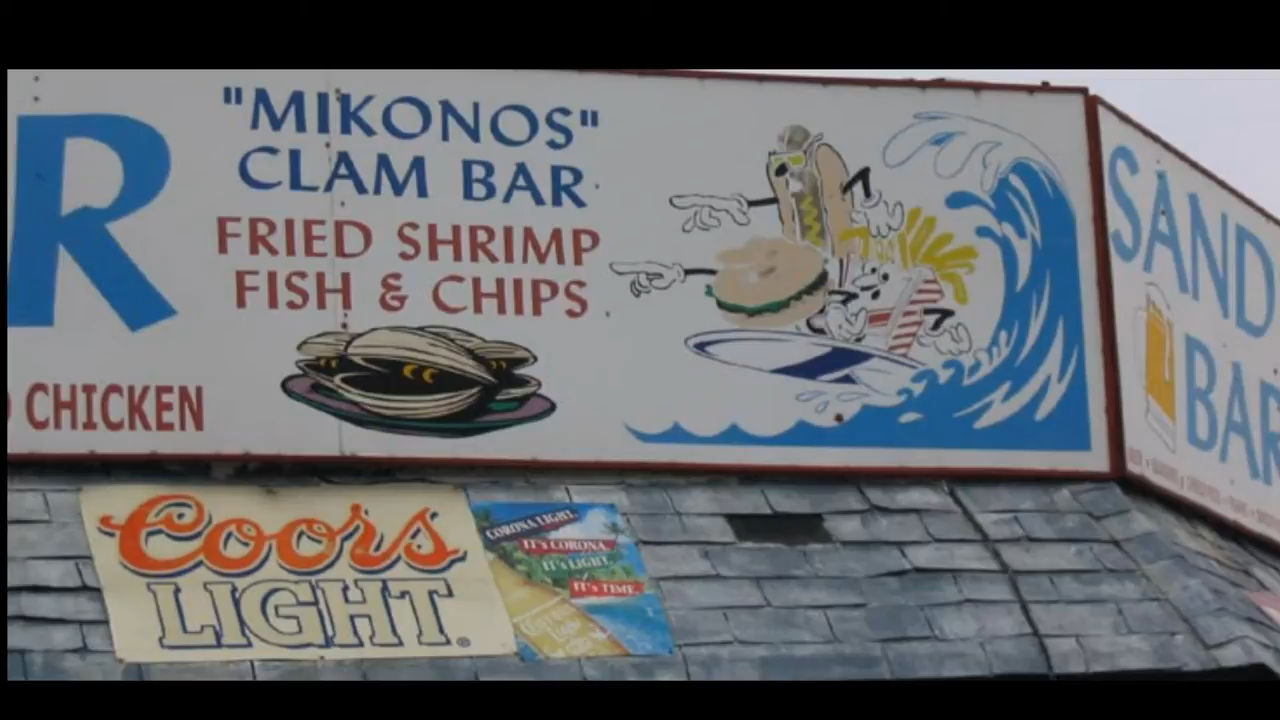 R
"MIKONOS"
CLAM BAR
FRIED SHRIMP
FISH & CHIPS
CHICKEN
SAND
BAR
Coors
LIGHT®
CORONA LIGHT.
IT'S CORONA.
IT'S LIGHT.
IT'S TIME.